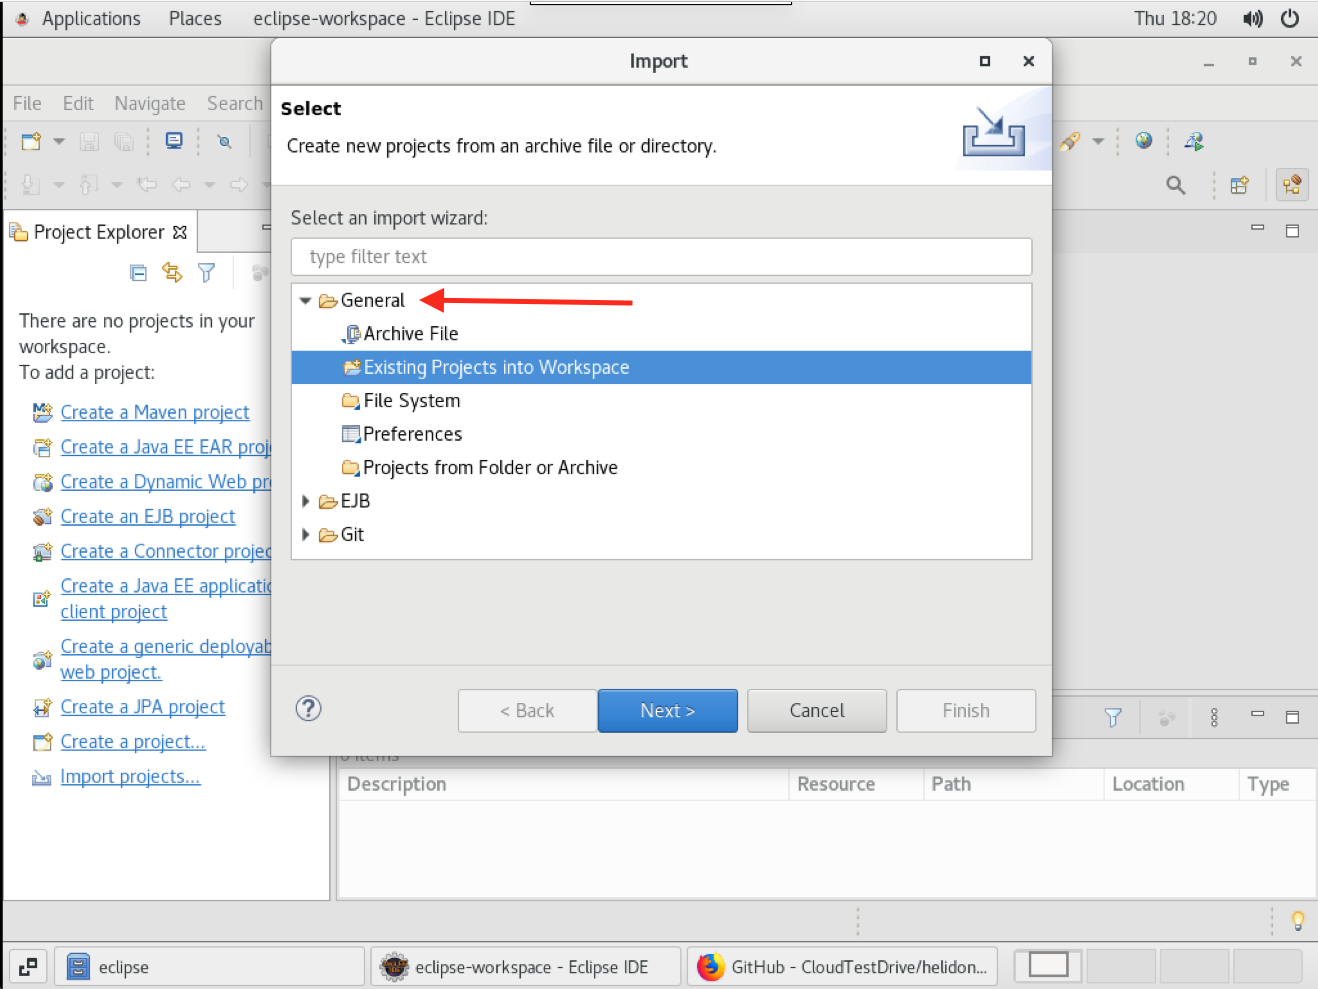 Applications Places eclipse-workspace - Eclipse IDE Thu 18:20
Import
File Edit Navigate Search
Select
Create new projects from an archive file or directory.
Select an import wizard:
type filter text
General
Archive File
Existing Projects into Workspace
File System
Preferences
Projects from Folder or Archive
EJB
Git
< Back Next > Cancel Finish
Project Explorer
There are no projects in your
workspace.
To add a project:
Create a Maven project
Create a Java EE EAR proj
Create a Dynamic Web pr
Create an EJB project
Create a Connector projec
Create a Java EE applicatio
client project
Create a generic deployab
web project.
Create a JPA project
Create a project...
Import projects...
0 items
Description Resource Path Location Type
eclipse eclipse-workspace - Eclipse IDE GitHub - CloudTestDrive/helidon...